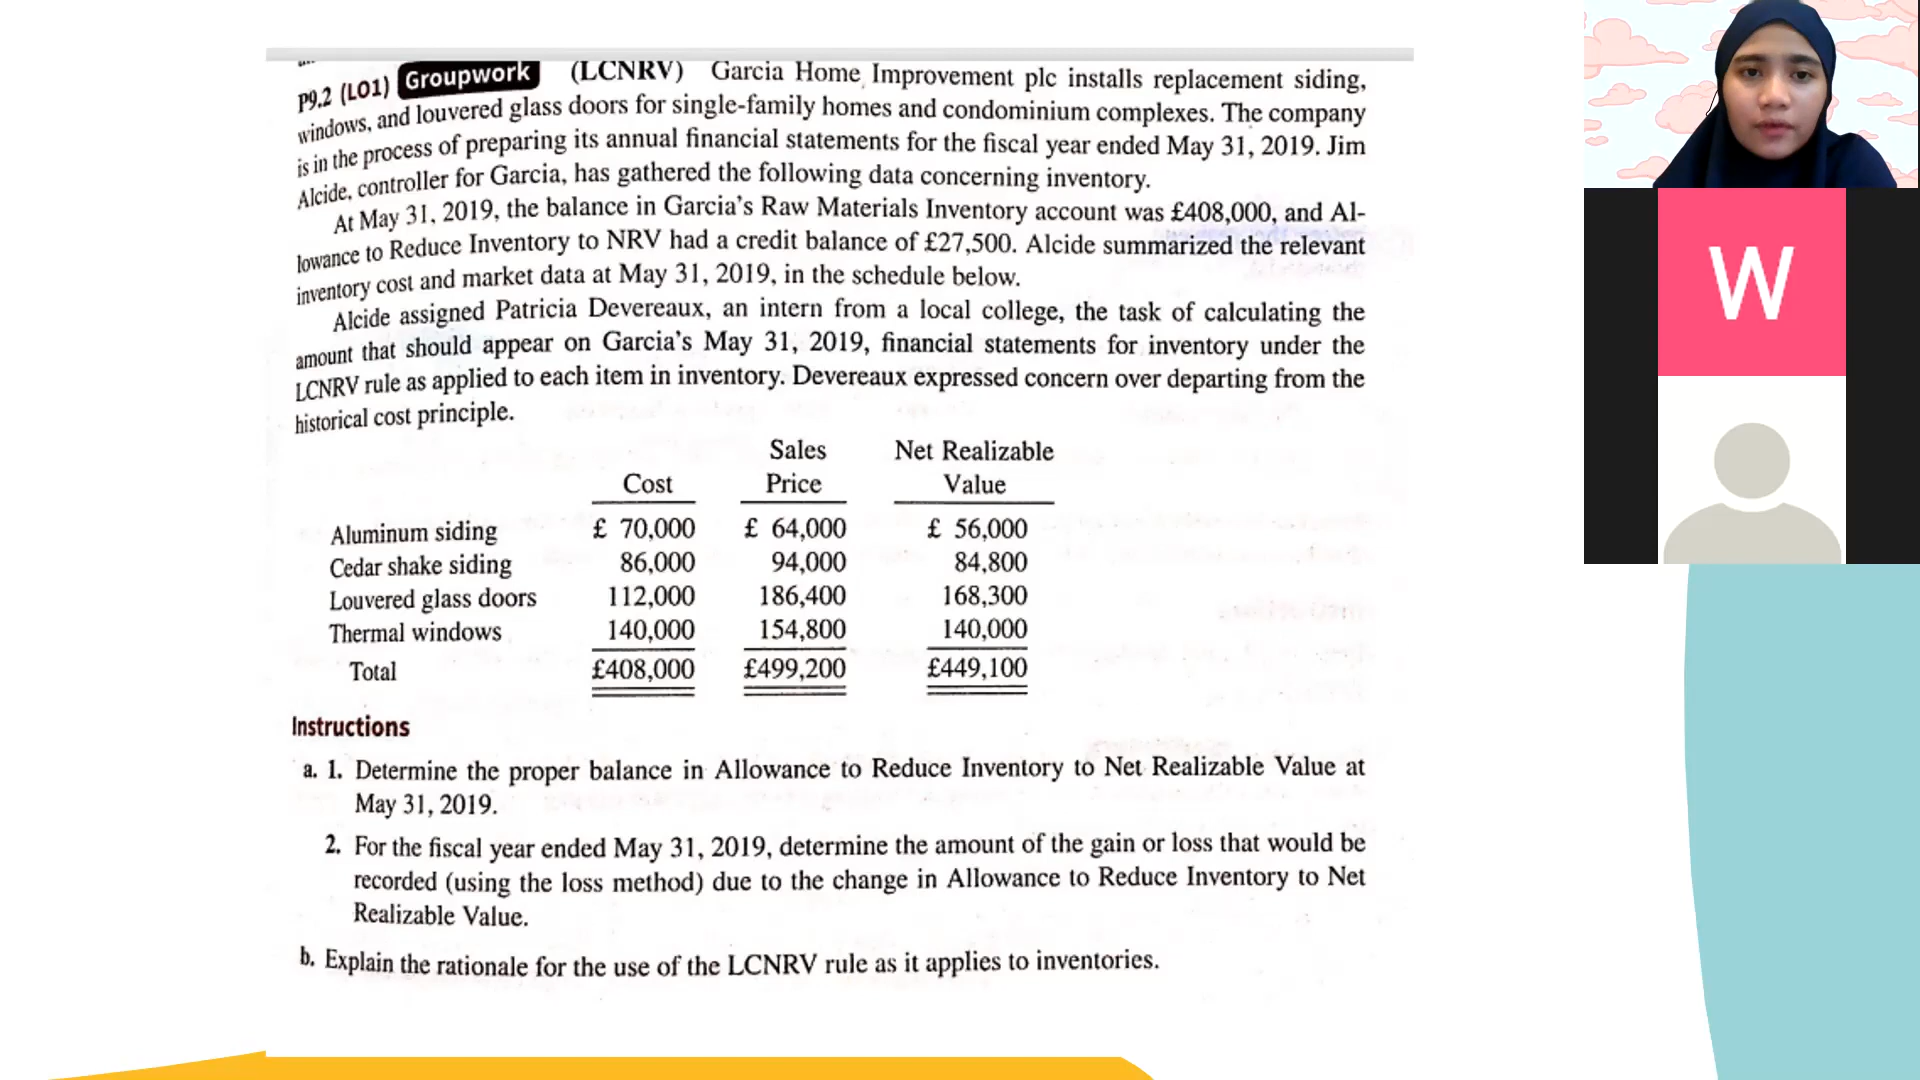 P9.2 (LO1) Groupwork (LCNRV) Garcia Home Improvement plc installs replacement siding,
windows, and louvered glass doors for single-family homes and condominium complexes. The company
is in the process of preparing its annual financial statements for the fiscal year ended May 31, 2019. Jim
Alcide, controller for Garcia, has gathered the following data concerning inventory.
At May 31, 2019, the balance in Garcia's Raw Materials Inventory account was £408,000, and Al-
lowance to Reduce Inventory to NRV had a credit balance of £27,500. Alcide summarized the relevant
inventory cost and market data at May 31, 2019, in the schedule below.
Alcide assigned Patricia Devereaux, an intern from a local college, the task of calculating the
amount that should appear on Garcia's May 31, 2019, financial statements for inventory under the
LCNRV rule as applied to each item in inventory. Devereaux expressed concern over departing from the
historical cost principle.
Sales Net Realizable
Cost Price Value
Aluminum siding £ 70,000 £ 64,000 £ 56,000
Cedar shake siding 86,000 94,000 84,800
Louvered glass doors 112,000 186,400 168,300
Thermal windows 140,000 154,800 140,000
Total £408,000 £499,200 £449,100
Instructions
a. 1. Determine the proper balance in Allowance to Reduce Inventory to Net Realizable Value at
May 31, 2019.
2. For the fiscal year ended May 31, 2019, determine the amount of the gain or loss that would be
recorded (using the loss method) due to the change in Allowance to Reduce Inventory to Net
Realizable Value.
b. Explain the rationale for the use of the LCNRV rule as it applies to inventories.
W